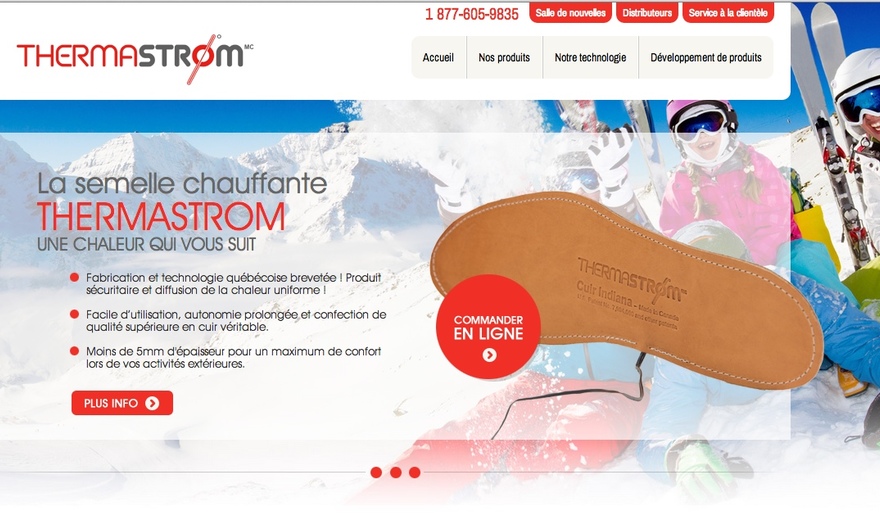 1 877-605-9835
Salle de nouvelles
Distributeurs
Service à la clientèle
THERMASTRØM MC
Accueil
Nos produits
Notre technologie
Développement de produits
La semelle chauffante
THERMASTROM
UNE CHALEUR QUI VOUS SUIT
Fabrication et technologie québécoise brevetée ! Produit
sécuritaire et diffusion de la chaleur uniforme !
Facile d'utilisation, autonomie prolongée et confection de
qualité supérieure en cuir véritable.
Moins de 5mm d'épaisseur pour un maximum de confort
lors de vos activités extérieures.
PLUS INFO
COMMANDER
EN LIGNE
THERMASTRØM
Cuir Indiana - Made in Canada